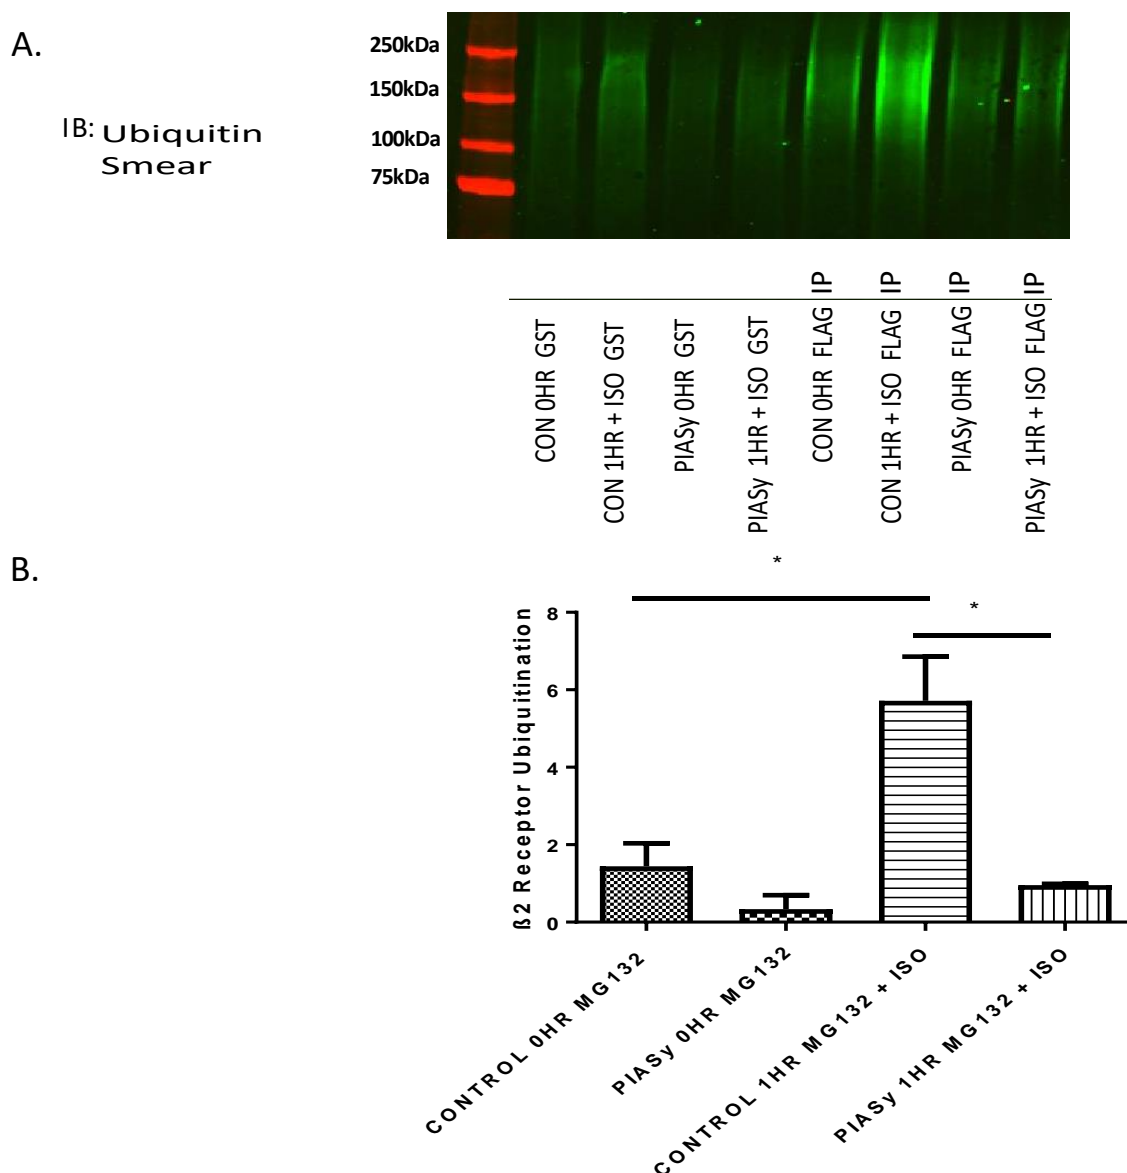 A.
250kDa
150kDa
100kDa
75kDa
IB: Ubiquitin
Smear
CON 0HR GST
CON 1HR + ISO GST
PIASy 0HR GST
PIASy 1HR + ISO GST
CON 0HR FLAG IP
CON 1HR + ISO FLAG IP
PIASy 0HR FLAG IP
PIASy 1HR + ISO FLAG IP
B.
*
*
ß2 Receptor Ubiquitination
8
6
4
2
0
CONTROL 0HR MG132
PIASy 0HR MG132
CONTROL 1HR MG132 + ISO
PIASy 1HR MG132 + ISO